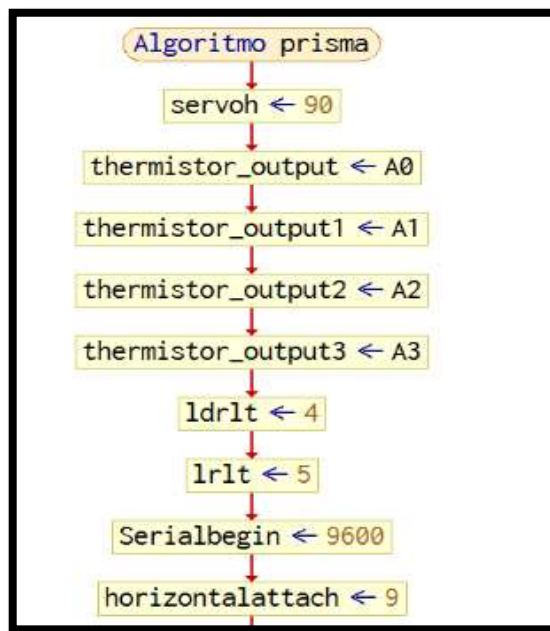 Algoritmo prisma
servoh ← 90
thermistor_output ← A0
thermistor_output1 ← A1
thermistor_output2 ← A2
thermistor_output3 ← A3
ldrlt ← 4
lrlt ← 5
Serialbegin ← 9600
horizontalattach ← 9